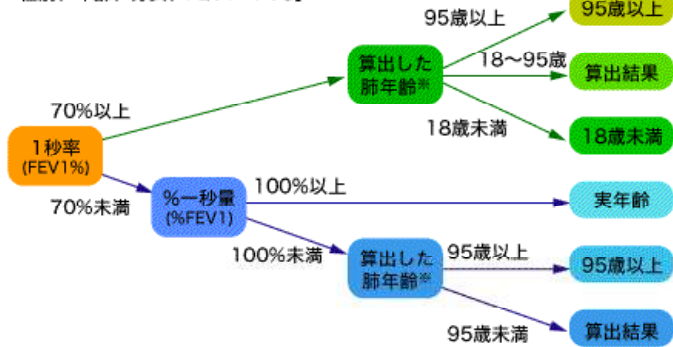 95歳以上
95歳以上
算出した
肺年齢※
18〜95歳
算出結果
18歳未満
18歳未満
70%以上
1秒率
(FEV1%)
70%未満
%一秒量
(%FEV1)
100%以上
実年齢
100%未満
算出した
肺年齢※
95歳以上
95歳以上
95歳未満
算出結果